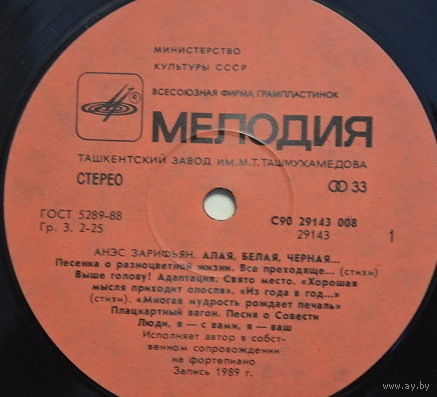 МИНИСТЕРСТВО
КУЛЬТУРЫ СССР
ВСЕСОЮЗНАЯ ФИРМА ГРАМПЛАСТИНОК
МЕЛОДИЯ
ТАШКЕНТСКИЙ ЗАВОД ИМ.М.Т.ТАШМУХАМЕДОВА
СТЕРЕО
33
ГОСТ 5289-88
Гр. 3. 2-25
С90 29143 008
29143
1
АНЭС ЗАРИФЬЯН. АЛАЯ, БЕЛАЯ, ЧЕРНАЯ...
Песенка о разноцветной жизни. Все преходяще... (стихи)
Выше голову! Адаптация. Свято место. «Хорошая
мысля приходит опосля». «Из года в год...»
(стихи). «Многая мудрость рождает печаль»
Плацкартный вагон. Песня о Совести
Люди, я — с вами, я — ваш
Исполняет автор в собст-
венном сопровождении
на фортепиано
Запись 1989 г.
www.ay.by